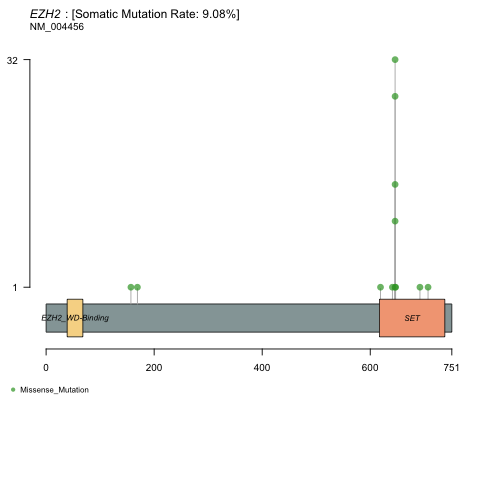 EZH2 : [Somatic Mutation Rate: 9.08%]
NM_004456
32
1
EZH2_WD-Binding
SET
0 200 400 600 751
Missense_Mutation